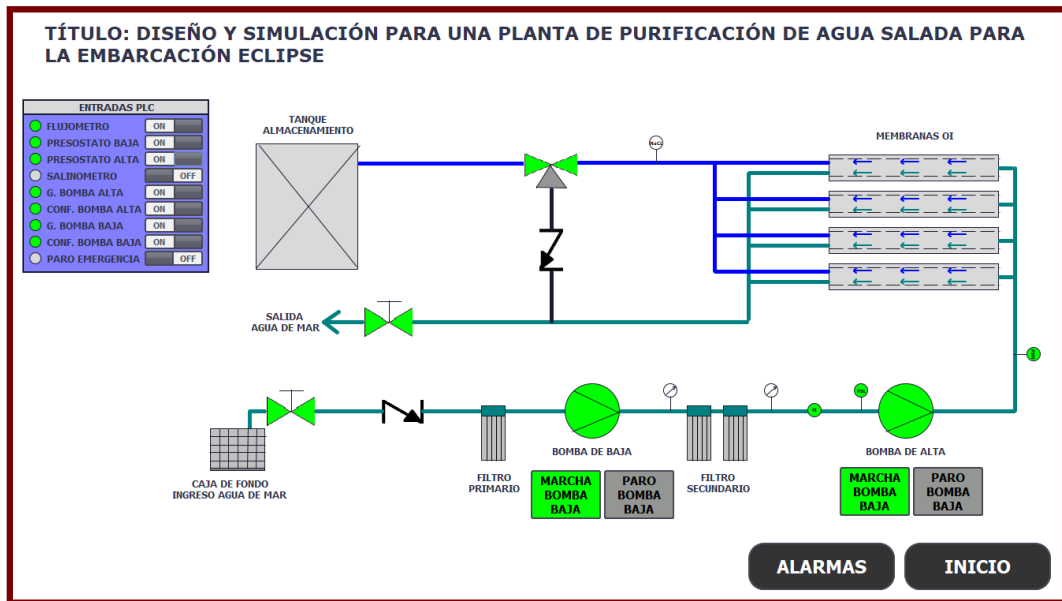 TÍTULO: DISEÑO Y SIMULACIÓN PARA UNA PLANTA DE PURIFICACIÓN DE AGUA SALADA PARA
LA EMBARCACIÓN ECLIPSE
ENTRADAS PLC
FLUJOMETRO ON
PRESOSTATO BAJA ON
PRESOSTATO ALTA ON
SALINOMETRO OFF
G. BOMBA ALTA ON
CONF. BOMBA ALTA ON
G. BOMBA BAJA ON
CONF. BOMBA BAJA ON
PARO EMERGENCIA OFF
TANQUE
ALMACENAMIENTO
NaCL
MEMBRANAS OI
SALIDA
AGUA DE MAR
CAJA DE FONDO
INGRESO AGUA DE MAR
FILTRO
PRIMARIO
BOMBA DE BAJA
MARCHA
BOMBA
BAJA
PARO
BOMBA
BAJA
FILTRO
SECUNDARIO
PSL
BOMBA DE ALTA
MARCHA
BOMBA
BAJA
PARO
BOMBA
BAJA
ALARMAS
INICIO